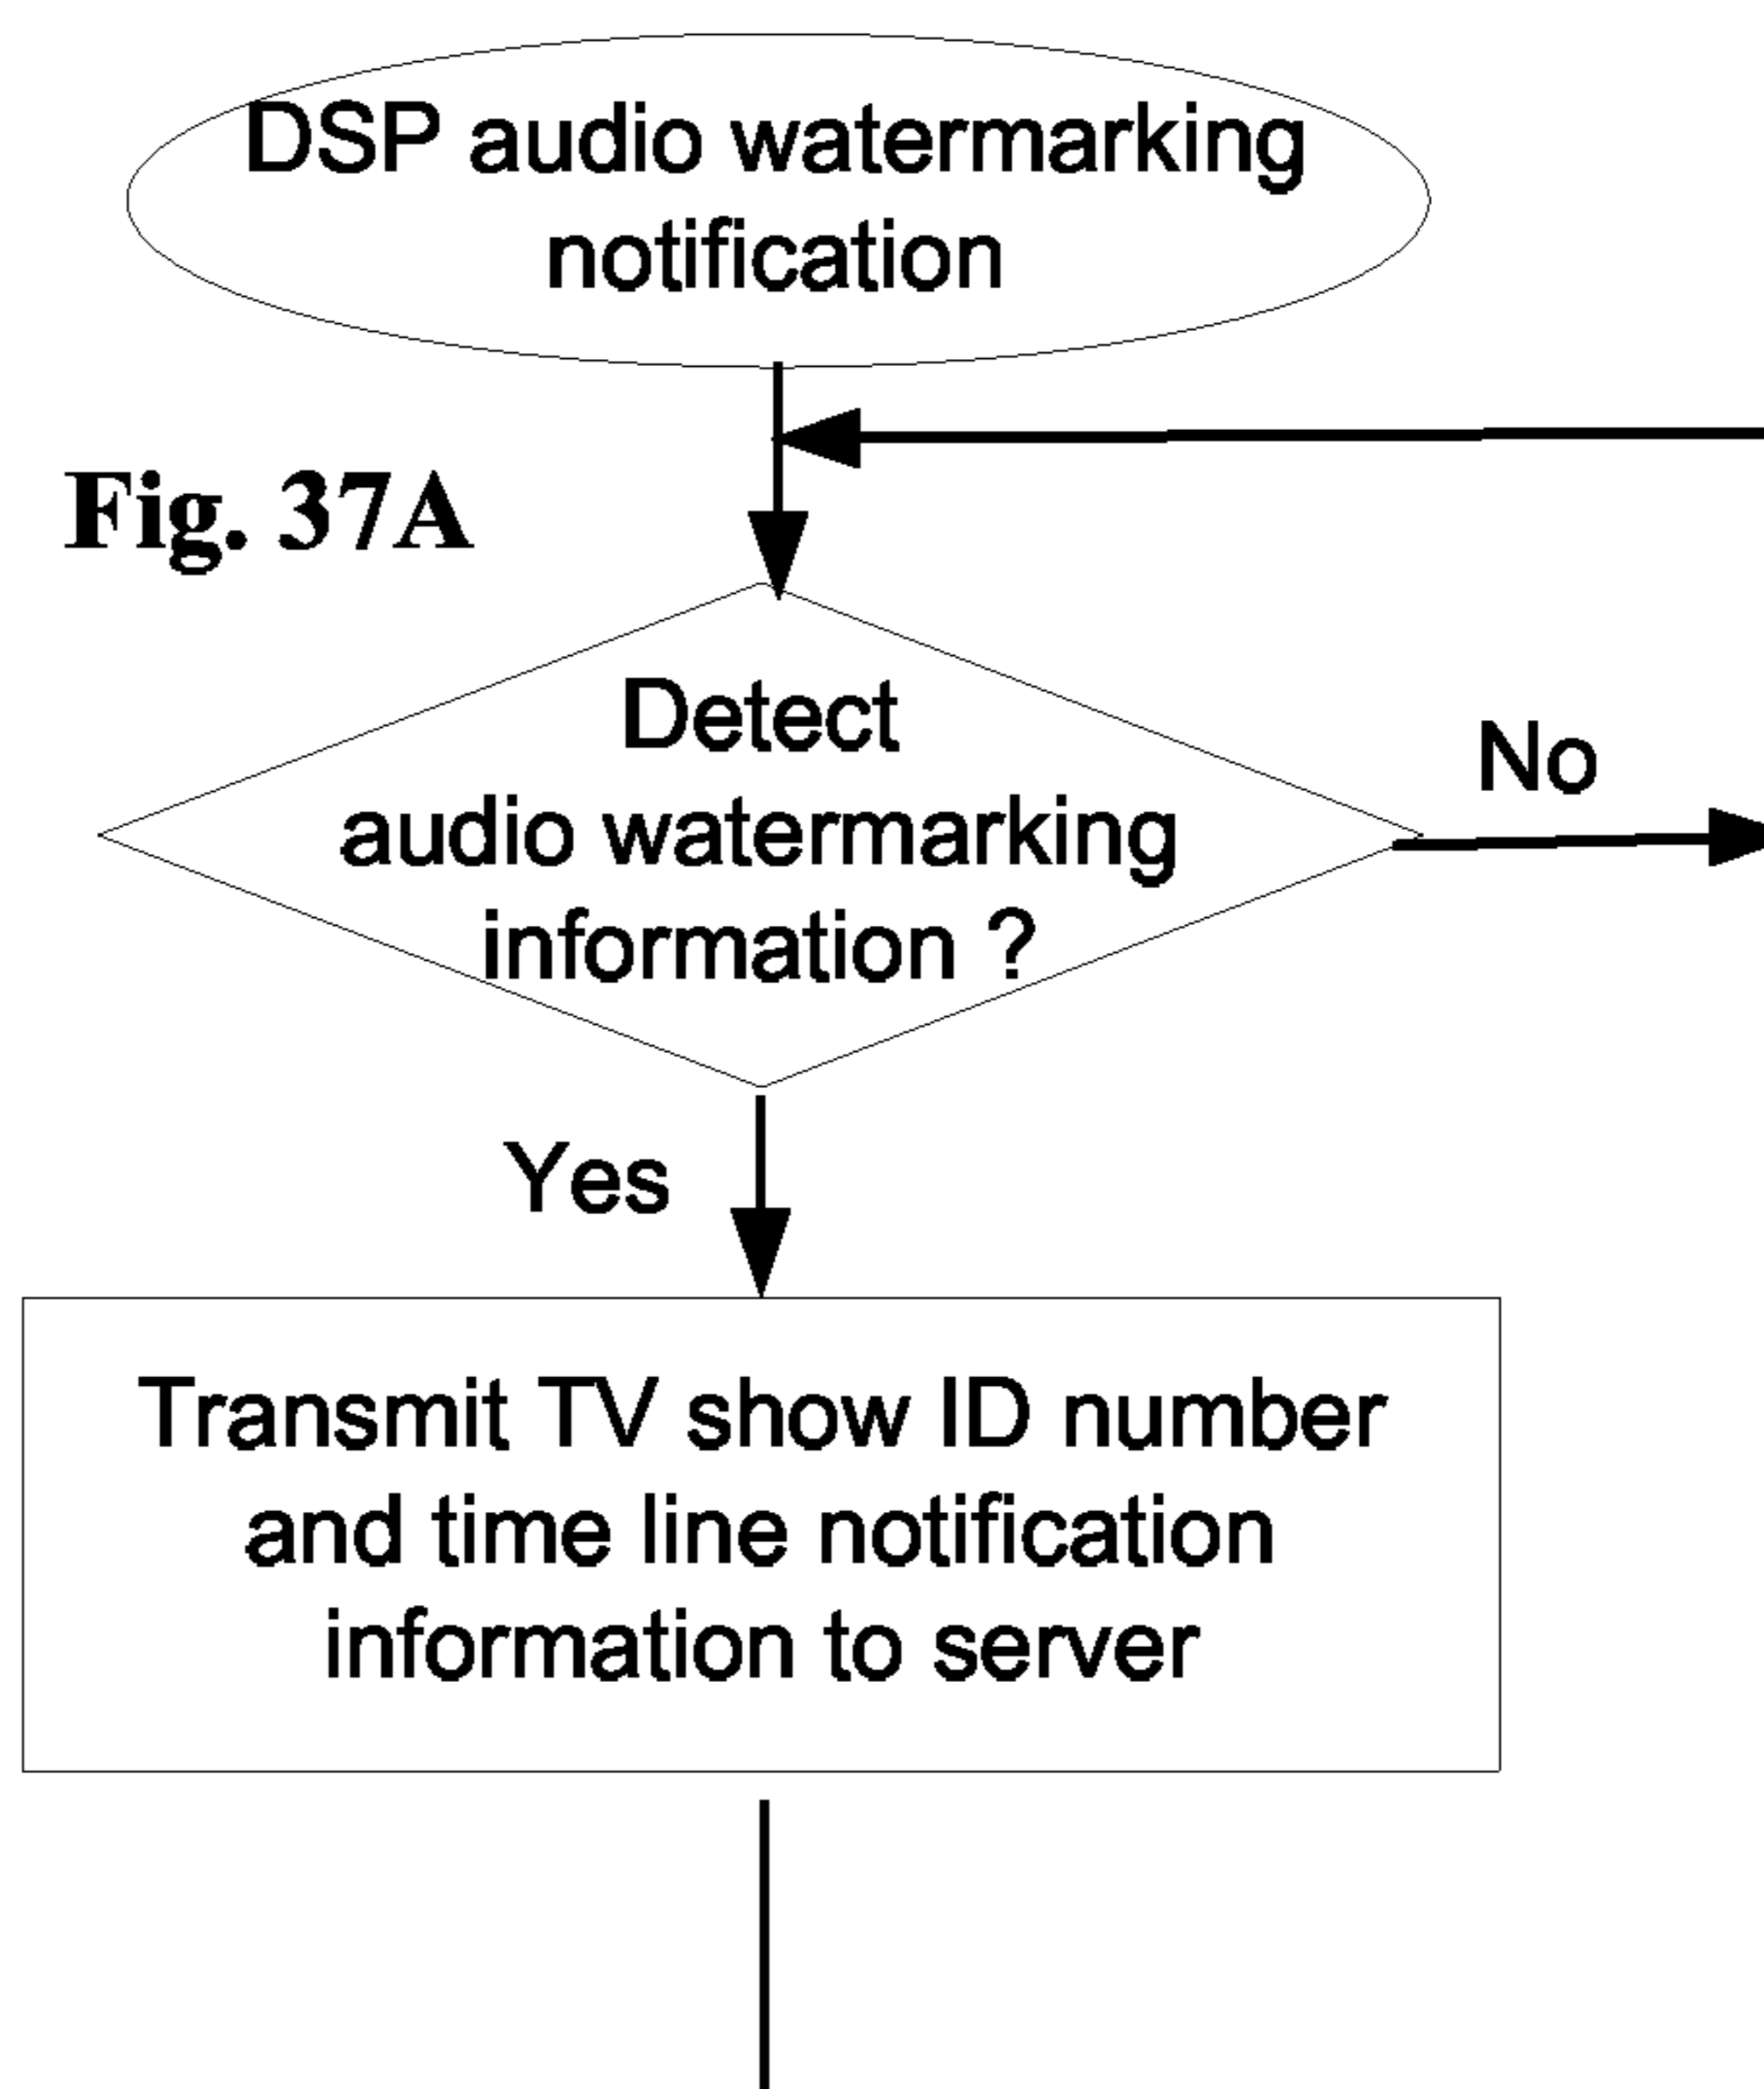 DSP audio watermarking
notification
Fig. 37A
Detect
audio watermarking
information ?
No
Yes
Transmit TV show ID number
and time line notification
information to server